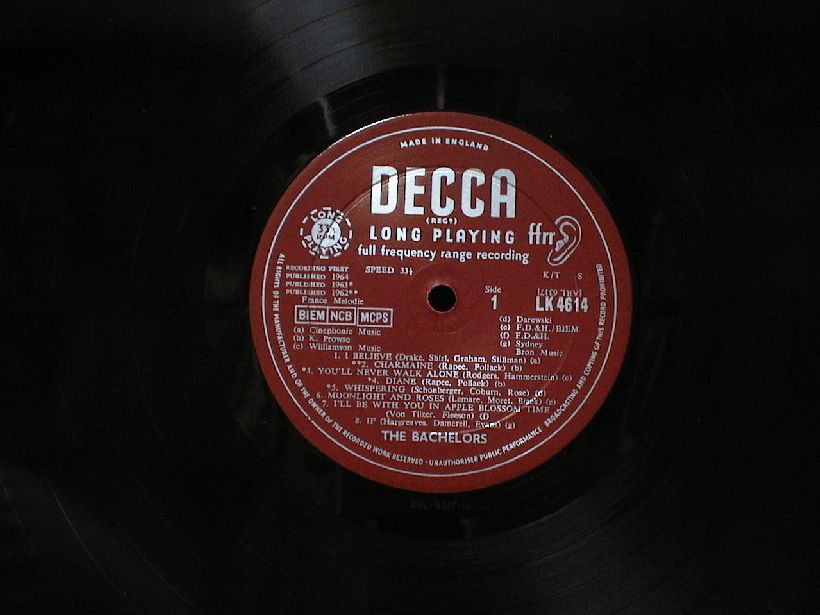 MADE IN ENGLAND
DECCA
(REGD)
LONG PLAYING
ffrr
full frequency range recording
LONG
33⅓
RPM
PLAYING
RECORDING FIRST
PUBLISHED 1964
PUBLISHED 1963*
PUBLISHED 1962**
France Melodie
SPEED 33⅓
K/T S
Side
1
(ARL 6317)
LK 4614
BIEM NCB MCPS
(a) Cinephonic Music
(b) K. Prowse
(c) Williamson Music
(d) Darewski
(e) F.D.&H./BIEM
(f) F.D.&H.
(g) Sydney
Bron Music
1. I BELIEVE (Drake, Shirl, Graham, Stillman) (a)
**2. CHARMAINE (Rapee, Pollack) (b)
*3. YOU'LL NEVER WALK ALONE (Rodgers, Hammerstein) (c)
*4. DIANE (Rapee, Pollack) (b)
*5. WHISPERING (Schonberger, Coburn, Rose) (d)
6. MOONLIGHT AND ROSES (Lemare, Moret, Black) (e)
7. I'LL BE WITH YOU IN APPLE BLOSSOM TIME
(Von Tilzer, Fleeson) (f)
8. IF (Hargreaves, Damerell, Evans) (g)
THE BACHELORS
ALL RIGHTS OF THE MANUFACTURER AND OF THE OWNER OF THE RECORDED WORK RESERVED · UNAUTHORISED PUBLIC PERFORMANCE BROADCASTING AND COPYING OF THIS RECORD PROHIBITED